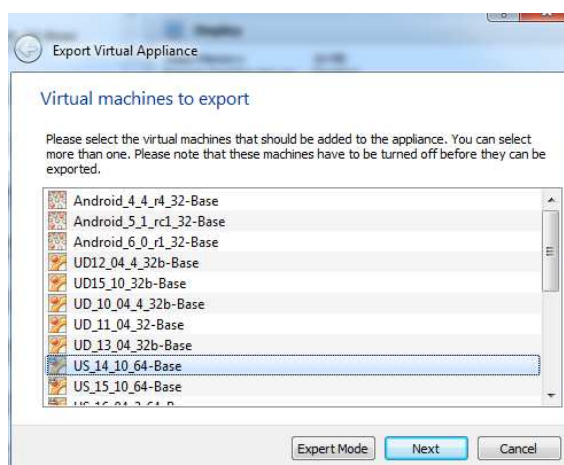 Export Virtual Appliance
Virtual machines to export
Please select the virtual machines that should be added to the appliance. You can select
more than one. Please note that these machines have to be turned off before they can be
exported.
Android_4_4_r4_32-Base
Android_5_1_rc1_32-Base
Android_6_0_r1_32-Base
UD12_04_4_32b-Base
UD15_10_32b-Base
UD_10_04_4_32b-Base
UD_11_04_32-Base
UD_13_04_32b-Base
US_14_10_64-Base
US_15_10_64-Base
Expert Mode
Next
Cancel